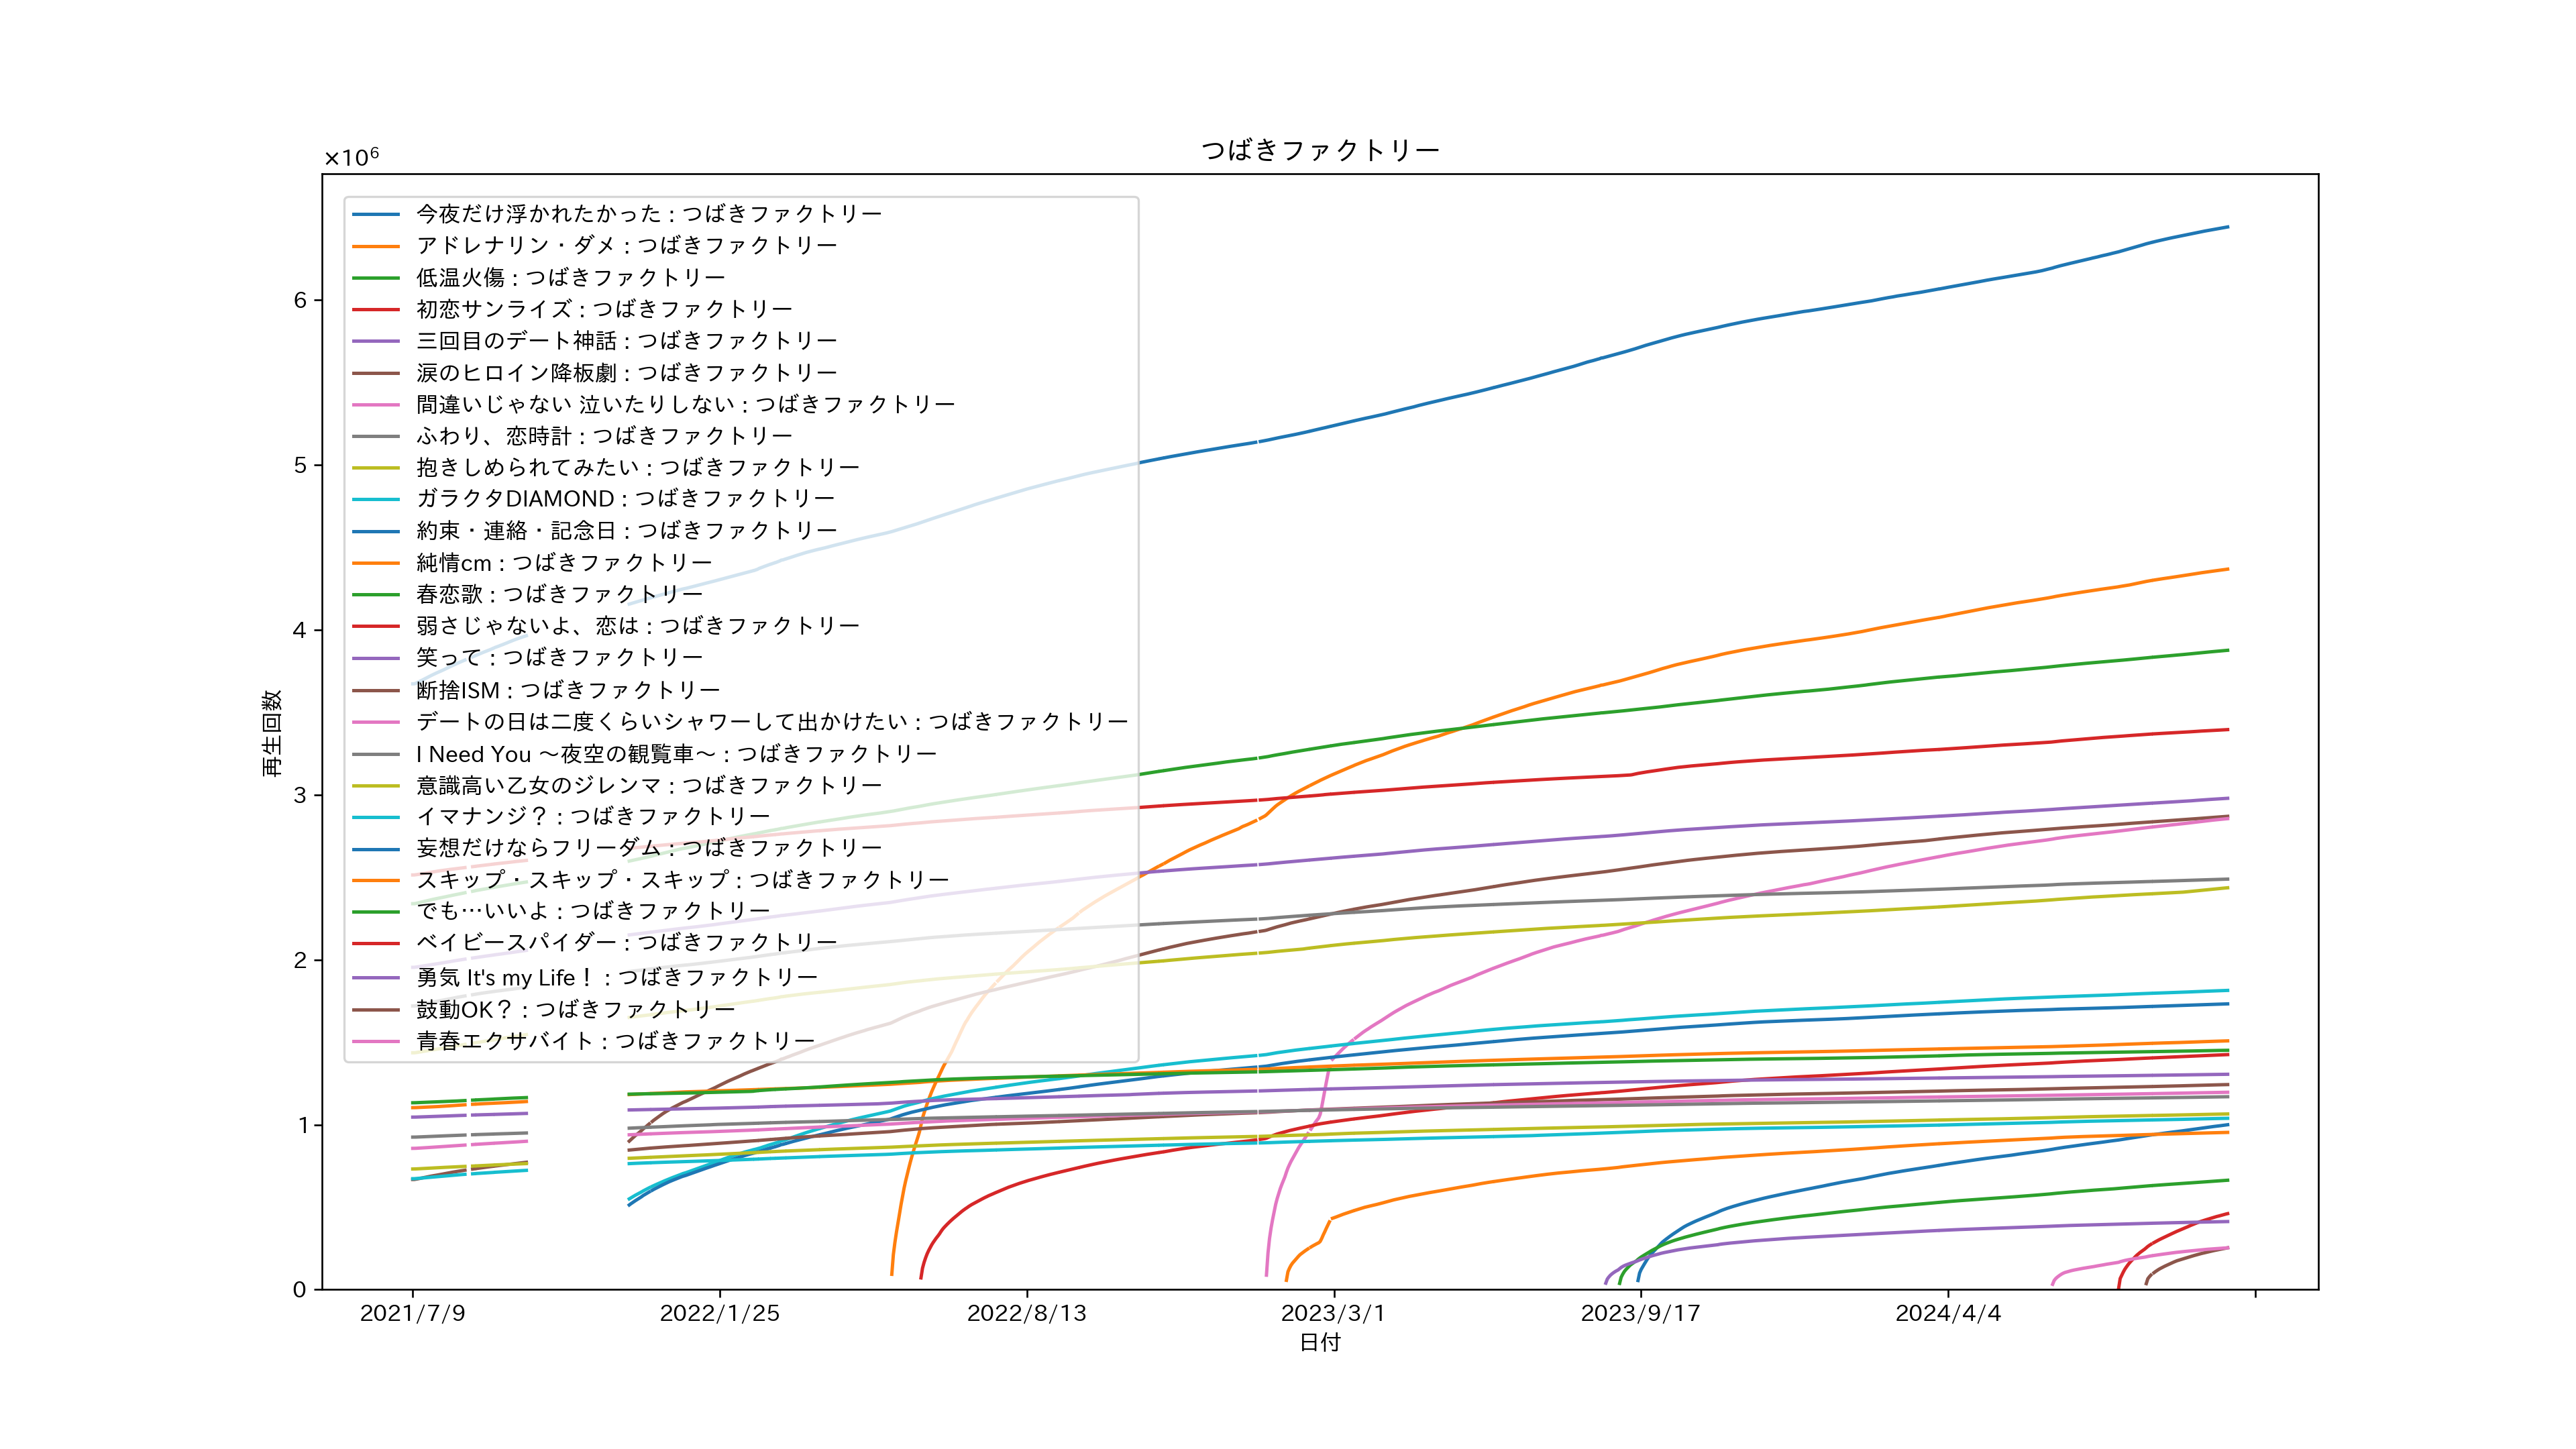 つばきファクトリー
×10⁶
今夜だけ浮かれたかった : つばきファクトリー
アドレナリン・ダメ : つばきファクトリー
低温火傷 : つばきファクトリー
初恋サンライズ : つばきファクトリー
三回目のデート神話 : つばきファクトリー
涙のヒロイン降板劇 : つばきファクトリー
間違いじゃない 泣いたりしない : つばきファクトリー
ふわり、恋時計 : つばきファクトリー
抱きしめられてみたい : つばきファクトリー
ガラクタDIAMOND : つばきファクトリー
約束・連絡・記念日 : つばきファクトリー
純情cm : つばきファクトリー
春恋歌 : つばきファクトリー
弱さじゃないよ、恋は : つばきファクトリー
笑って : つばきファクトリー
断捨ISM : つばきファクトリー
デートの日は二度くらいシャワーして出かけたい : つばきファクトリー
I Need You ～夜空の観覧車～ : つばきファクトリー
意識高い乙女のジレンマ : つばきファクトリー
イマナンジ？ : つばきファクトリー
妄想だけならフリーダム : つばきファクトリー
スキップ・スキップ・スキップ : つばきファクトリー
でも…いいよ : つばきファクトリー
ベイビースパイダー : つばきファクトリー
勇気 It's my Life！ : つばきファクトリー
鼓動OK？ : つばきファクトリー
青春エクサバイト : つばきファクトリー
6
5
4
3
2
1
0
再生回数
2021/7/9 2022/1/25 2022/8/13 2023/3/1 2023/9/17 2024/4/4
日付